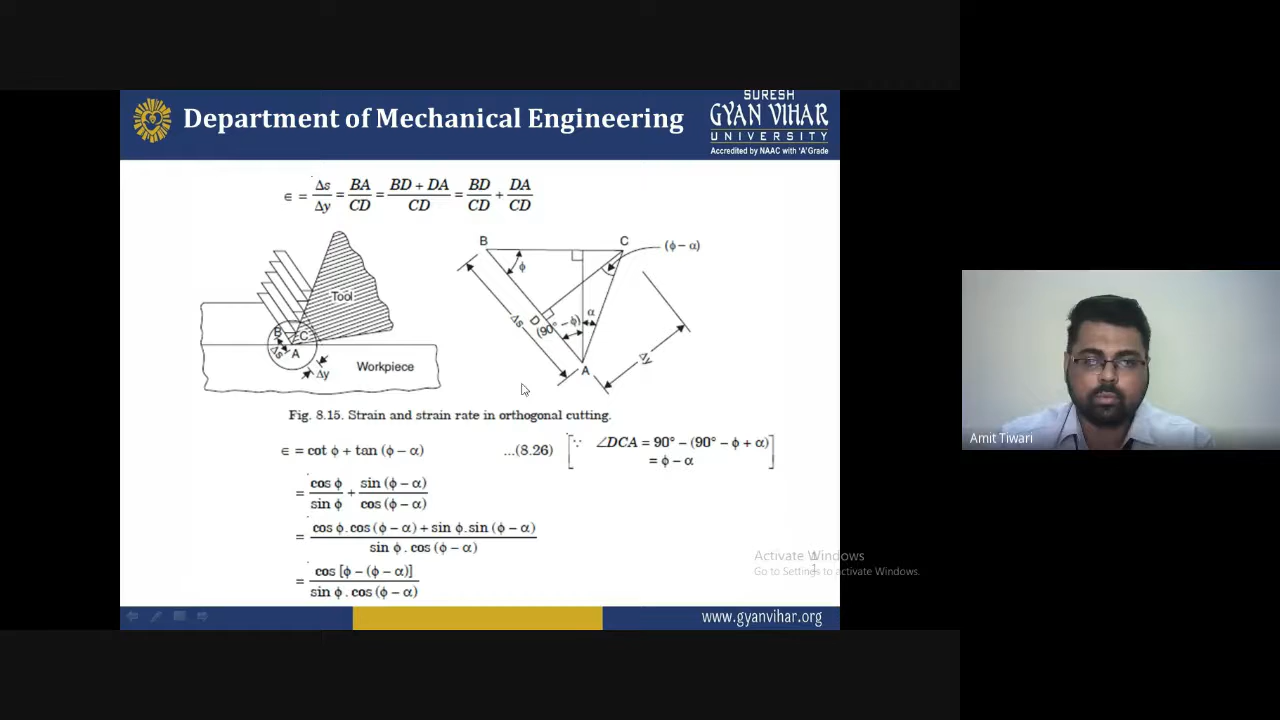 SURESH
GYAN VIHAR
UNIVERSITY
Accredited by NAAC with 'A' Grade
Department of Mechanical Engineering
∈ = Δs/Δy = BA/CD = (BD + DA)/CD = BD/CD + DA/CD
B
C
(ϕ – α)
ϕ
Tool
D
α
(90° – ϕ)
Δs
B
C
A
Δs
Δy
Workpiece
A
Δy
Fig. 8.15. Strain and strain rate in orthogonal cutting.
∈ = cot ϕ + tan (ϕ – α) ...(8.26) [∵ ∠DCA = 90° – (90° – ϕ + α)
= ϕ – α]
= cos ϕ/sin ϕ + sin (ϕ – α)/cos (ϕ – α)
= (cos ϕ . cos (ϕ – α) + sin ϕ . sin (ϕ – α))/(sin ϕ . cos (ϕ – α))
= cos [ϕ – (ϕ – α)]/(sin ϕ . cos (ϕ – α))
Activate Windows
Go to Settings to activate Windows.
www.gyanvihar.org
Amit Tiwari